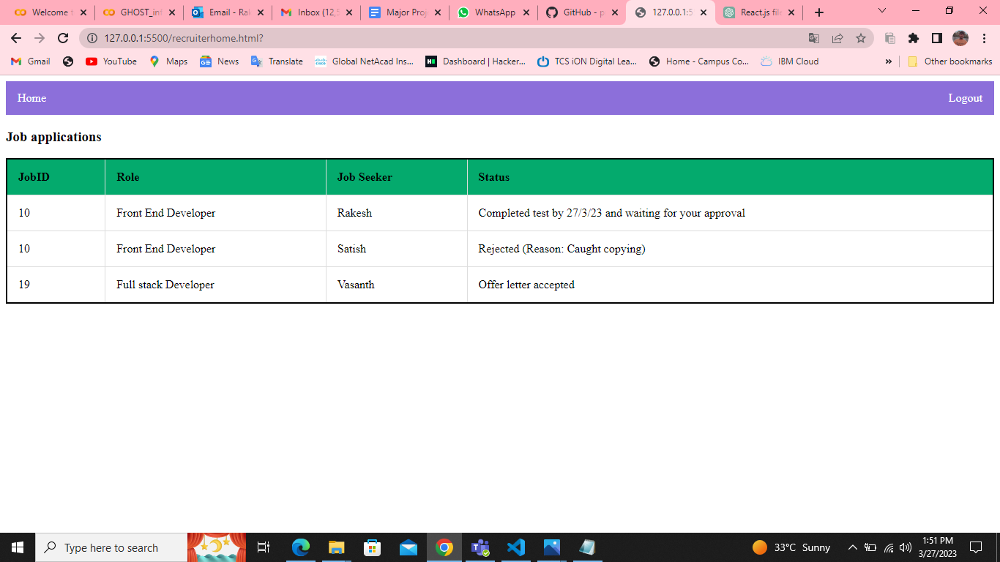 Welcome t
GHOST_inf
Email - Rak
Inbox (12,5
Major Proj
WhatsApp
GitHub - p
127.0.0.1:5
React.js file
127.0.0.1:5500/recruiterhome.html?
Gmail
YouTube
Maps
News
Translate
Global NetAcad Ins...
Dashboard | Hacker...
TCS iON Digital Lea...
Home - Campus Co...
IBM Cloud
»
Other bookmarks
Home
Logout
Job applications
JobID Role Job Seeker Status
10 Front End Developer Rakesh Completed test by 27/3/23 and waiting for your approval
10 Front End Developer Satish Rejected (Reason: Caught copying)
19 Full stack Developer Vasanth Offer letter accepted
Type here to search
33°C Sunny
1:51 PM
3/27/2023